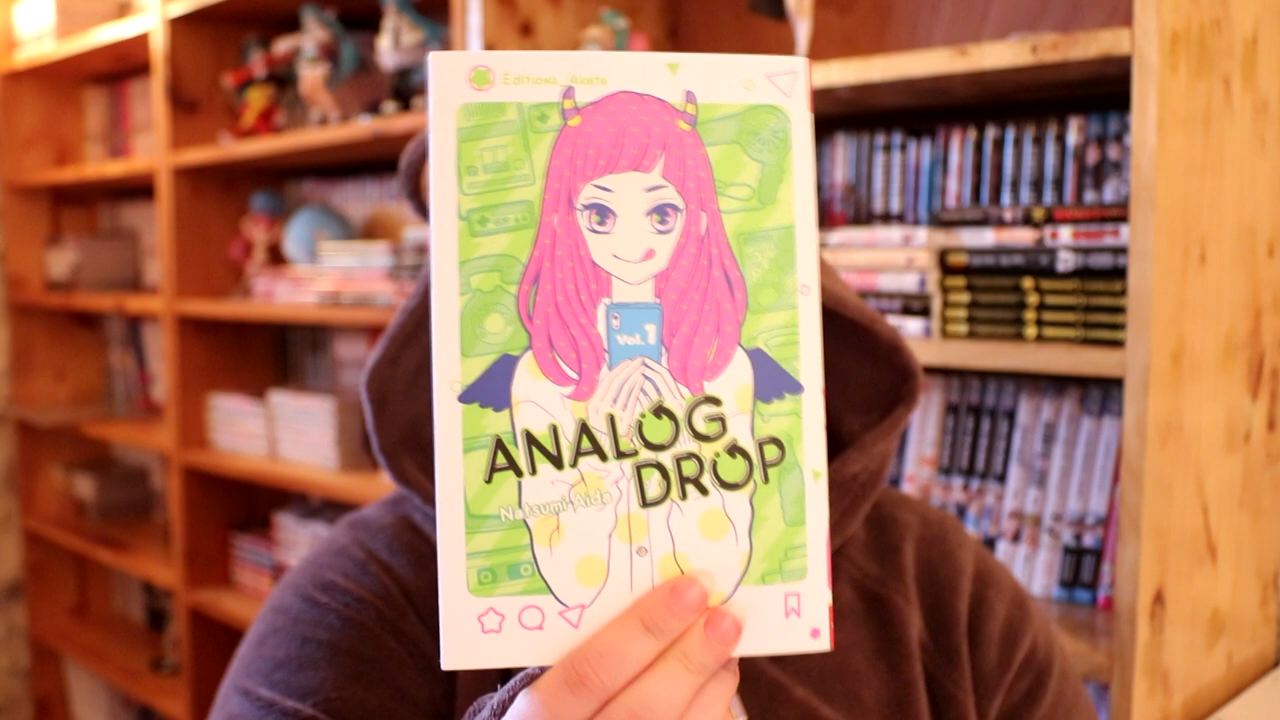 Editions Akata
Vol. 1
ANALOG
DROP
Natsumi Aida